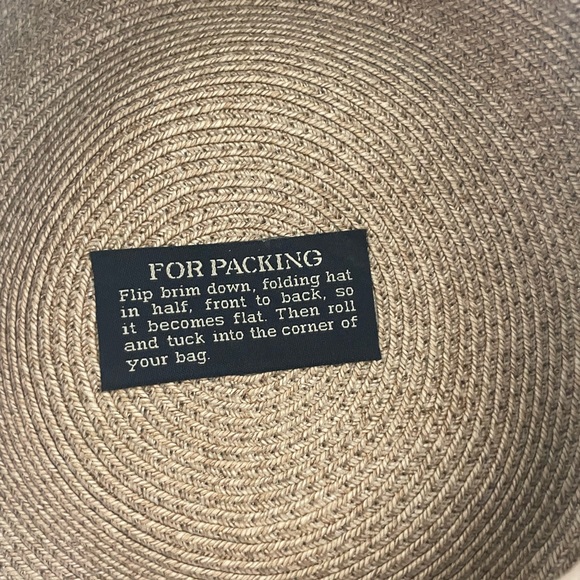 FOR PACKING
Flip brim down, folding hat
in half, front to back, so
it becomes flat. Then roll
and tuck into the corner of
your bag.